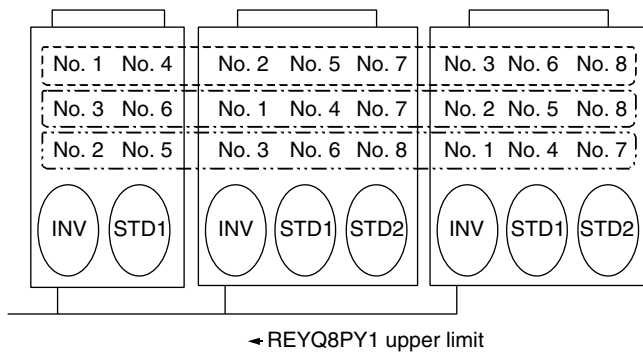 No. 1 No. 4 No. 2 No. 5 No. 7 No. 3 No. 6 No. 8
No. 3 No. 6 No. 1 No. 4 No. 7 No. 2 No. 5 No. 8
No. 2 No. 5 No. 3 No. 6 No. 8 No. 1 No. 4 No. 7
INV STD1 INV STD1 STD2 INV STD1 STD2
REYQ8PY1 upper limit